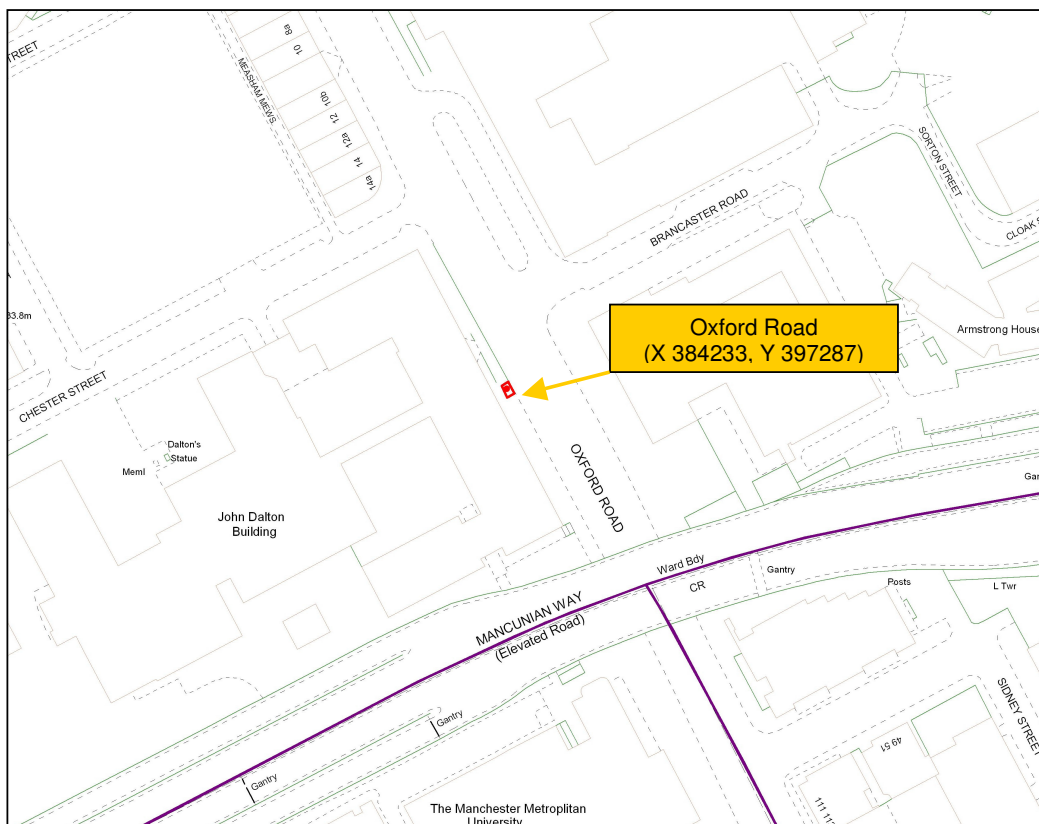 TREET
MEASHAM MEWS
8a
10
10b
12
12a
14
14a
SORTON STREET
CLOAK S
BRANCASTER ROAD
A
33.8m
Oxford Road
(X 384233, Y 397287)
Armstrong House
CHESTER STREET
Dalton's
Statue
Meml
OXFORD ROAD
John Dalton
Building
Gan
Ward Bdy
Gantry
CR
Posts
L Twr
MANCUNIAN WAY
(Elevated Road)
SIDNEY STREET
Gantry
49 51
Gantry
The Manchester Metroplitan
University